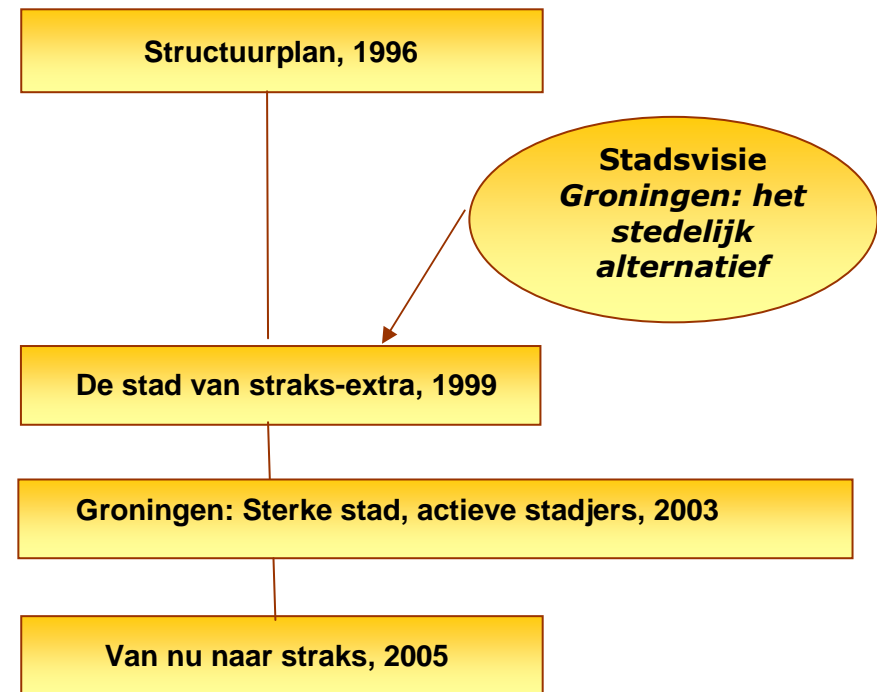 Structuurplan, 1996
Stadsvisie
Groningen: het
stedelijk
alternatief
De stad van straks-extra, 1999
Groningen: Sterke stad, actieve stadjers, 2003
Van nu naar straks, 2005